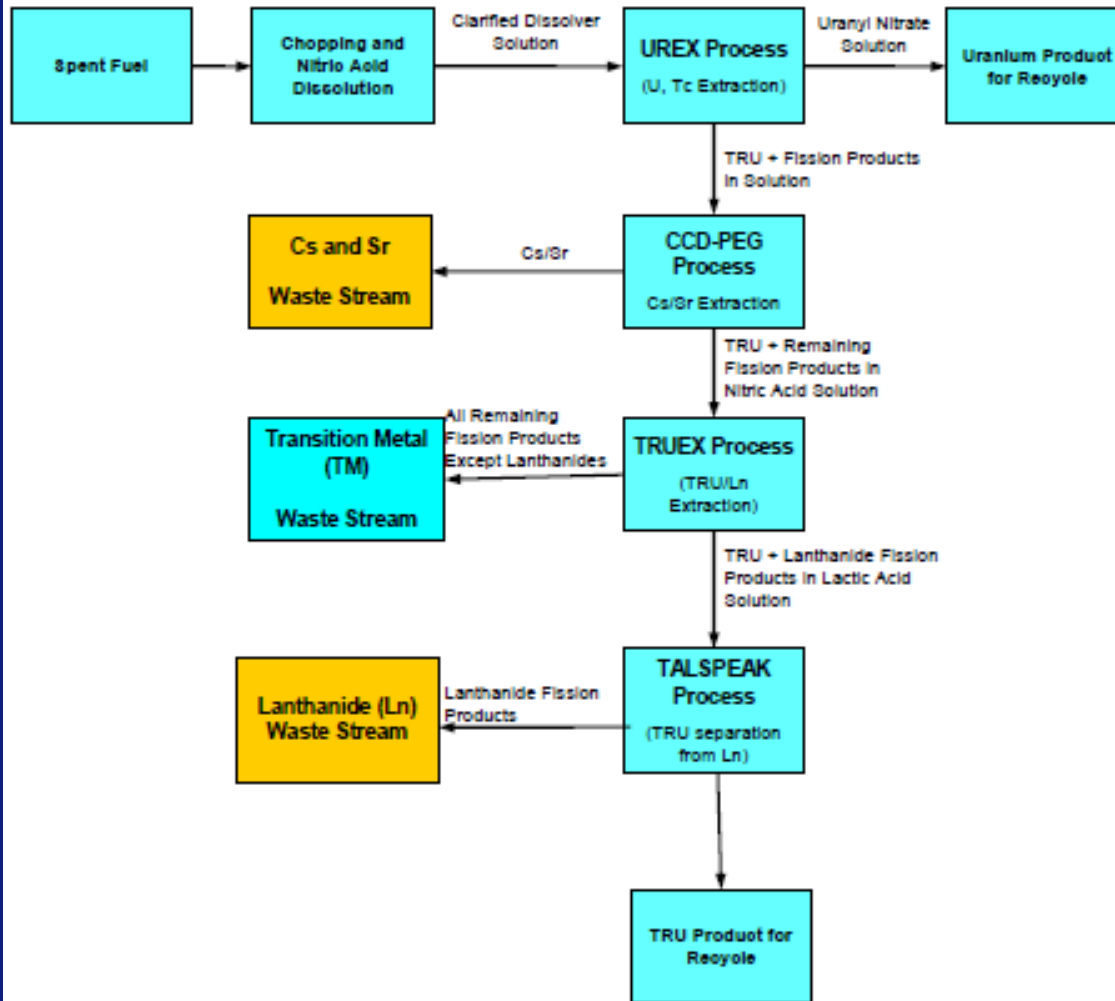 Spent Fuel
Chopping and
Nitric Acid
Dissolution
Clarified Dissolver
Solution
UREX Process
(U, Tc Extraction)
Uranyl Nitrate
Solution
Uranium Product
for Recycle
TRU + Fission Products
in Solution
Cs and Sr
Waste Stream
Cs/Sr
CCD-PEG
Process
Cs/Sr Extraction
TRU + Remaining
Fission Products in
Nitric Acid Solution
Transition Metal
(TM)
Waste Stream
All Remaining
Fission Products
Except Lanthanides
TRUEX Process
(TRU/Ln
Extraction)
TRU + Lanthanide Fission
Products in Lactic Acid
Solution
Lanthanide (Ln)
Waste Stream
Lanthanide Fission
Products
TALSPEAK
Process
(TRU separation
from Ln)
TRU Product for
Recycle